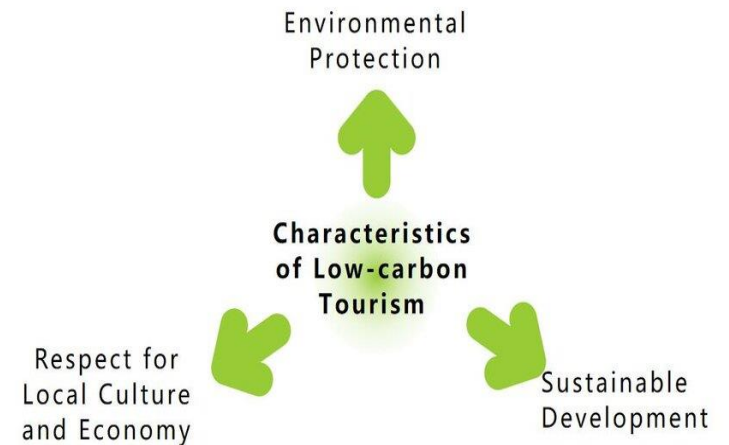 Environmental
Protection
Characteristics
of Low-carbon
Tourism
Respect for
Local Culture
and Economy
Sustainable
Development